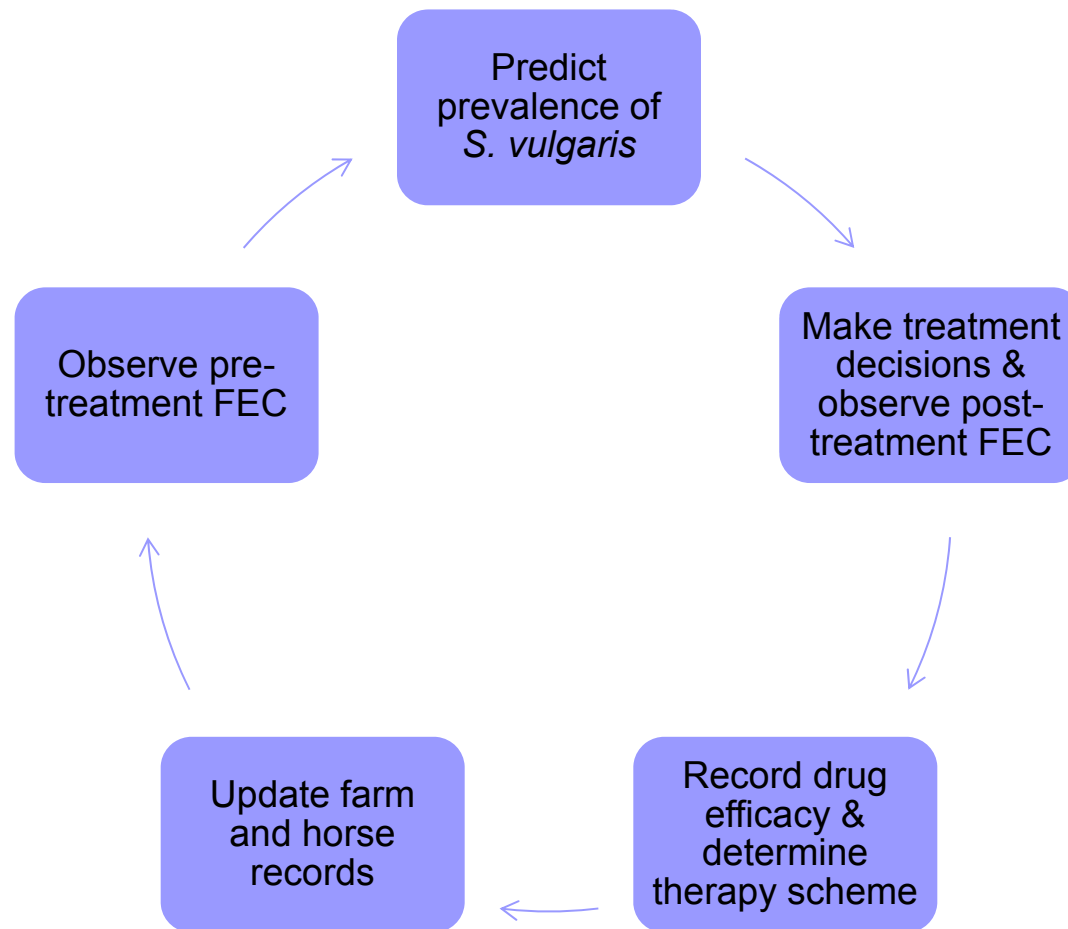 Predict
prevalence of
S. vulgaris
Make treatment
decisions &
observe post-
treatment FEC
Record drug
efficacy &
determine
therapy scheme
Update farm
and horse
records
Observe pre-
treatment FEC